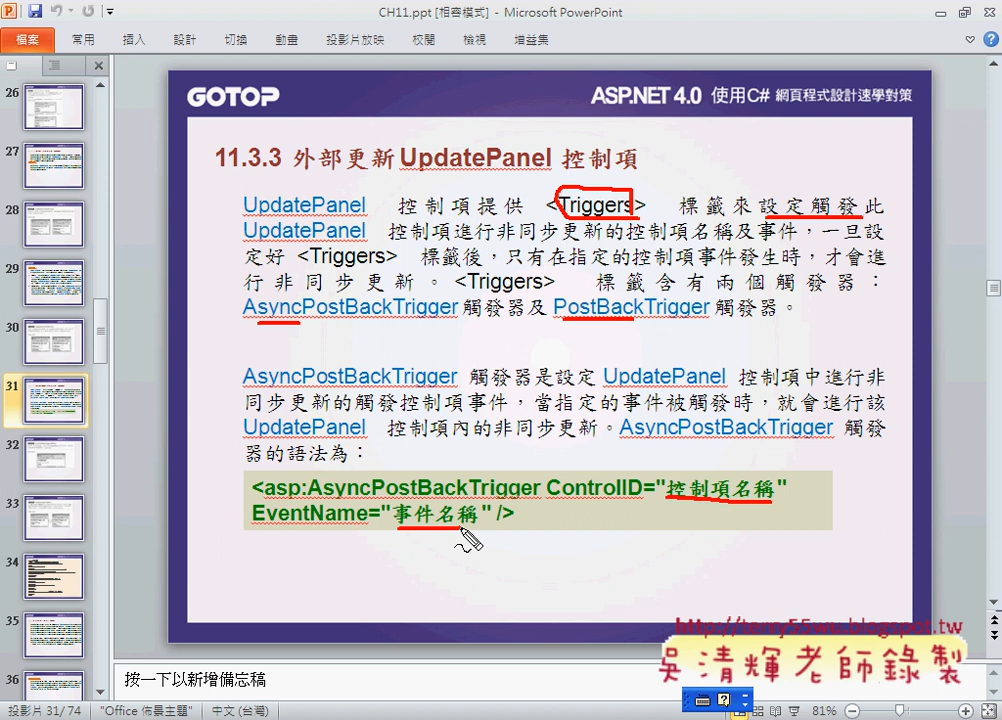 CH11.ppt [相容模式] - Microsoft PowerPoint
檔案 常用 插入 設計 切換 動畫 投影片放映 校閱 檢視 增益集
26
27
28
29
30
31
32
33
34
35
36
GOTOP
ASP.NET 4.0 使用C# 網頁程式設計速學對策
11.3.3 外部更新UpdatePanel 控制項
UpdatePanel 控制項提供 <Triggers> 標籤來設定觸發此
UpdatePanel 控制項進行非同步更新的控制項名稱及事件，一旦設
定好 <Triggers> 標籤後，只有在指定的控制項事件發生時，才會進
行非同步更新。<Triggers> 標籤含有兩個觸發器：
AsyncPostBackTrigger 觸發器及 PostBackTrigger 觸發器。
AsyncPostBackTrigger 觸發器是設定 UpdatePanel 控制項中進行非
同步更新的觸發控制項事件，當指定的事件被觸發時，就會進行該
UpdatePanel 控制項內的非同步更新。AsyncPostBackTrigger 觸發
器的語法為：
<asp:AsyncPostBackTrigger ControlID="控制項名稱"
EventName="事件名稱" />
http://terry55wu.blogspot.tw
吳清輝老師錄製
按一下以新增備忘稿
投影片 31/ 74 "Office 佈景主題" 中文 (台灣) 81%